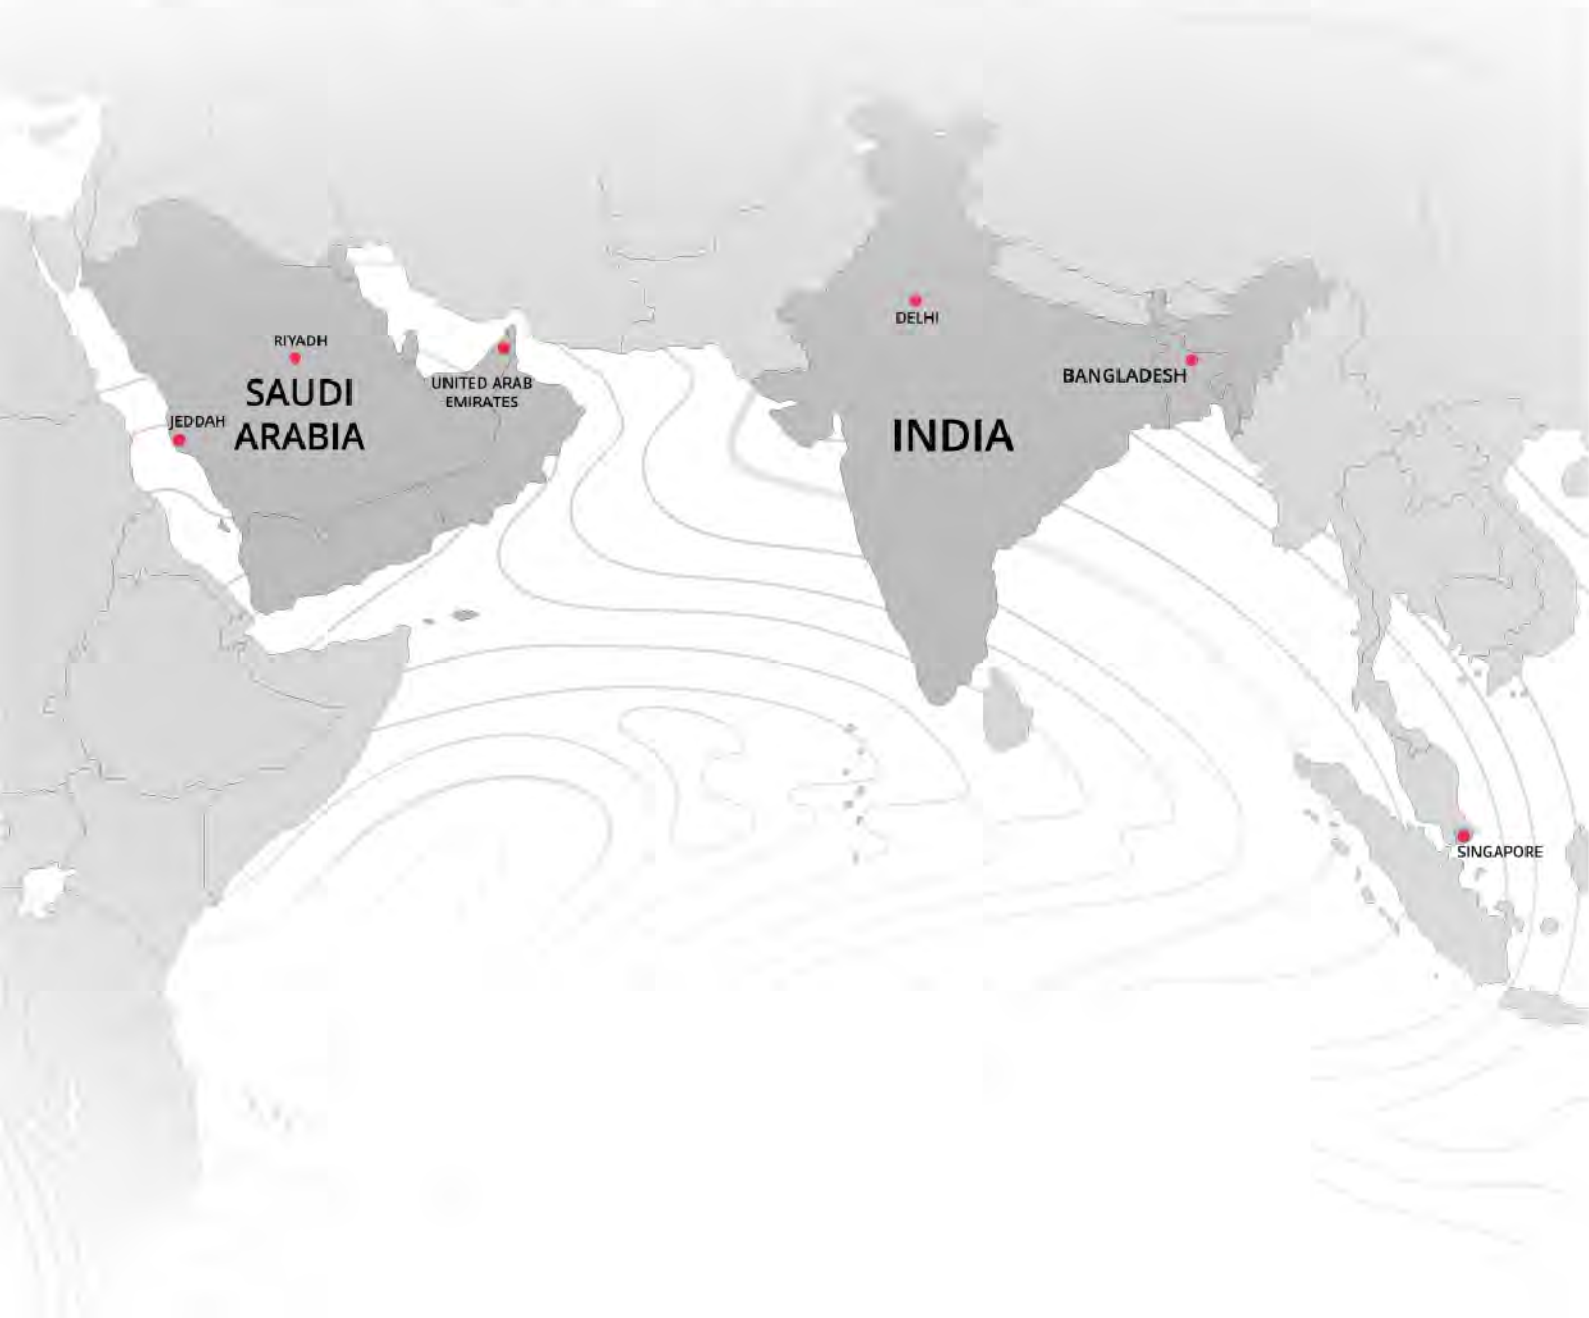 DELHI
RIYADH
SAUDI
ARABIA
UNITED ARAB
EMIRATES
BANGLADESH
JEDDAH
INDIA
SINGAPORE